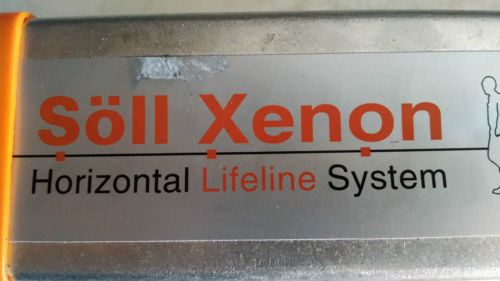 Söll Xenon
Horizontal Lifeline System